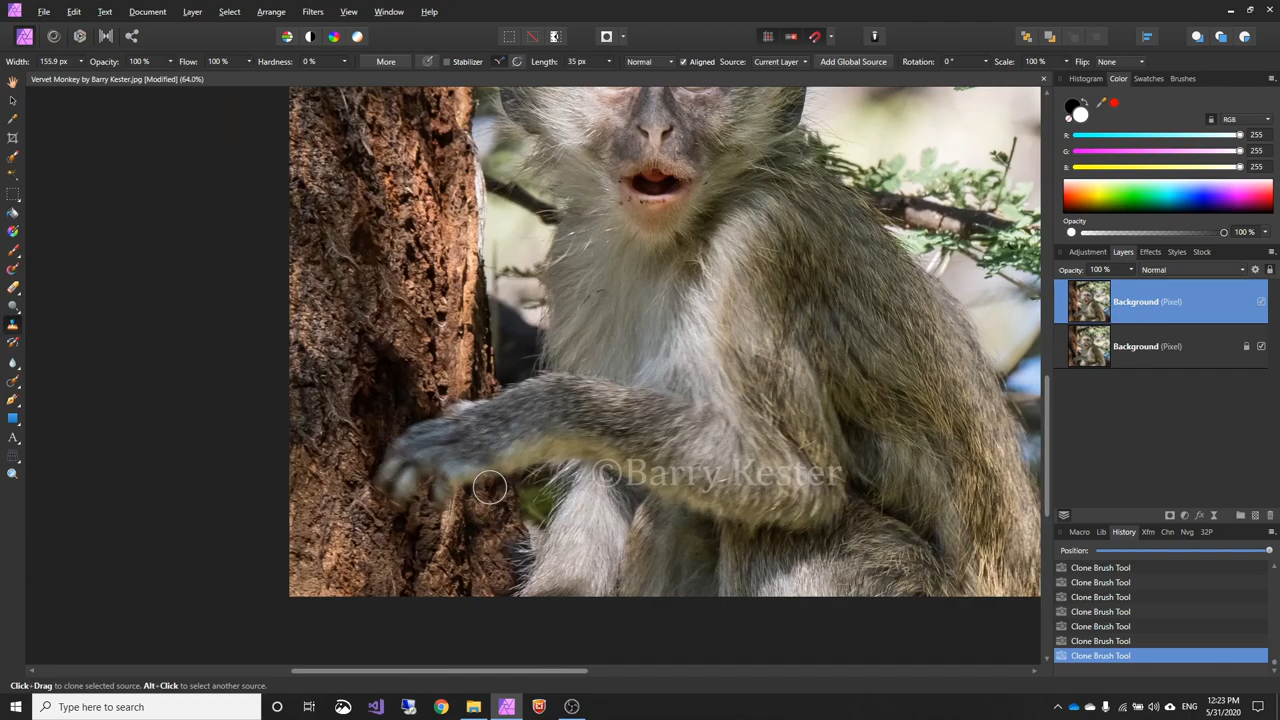 File Edit Text Document Layer Select Arrange Filters View Window Help
Width: 155.9 px Opacity: 100 % Flow: 100 % Hardness: 0 % More Stabilizer Length: 35 px Normal Aligned Source: Current Layer Add Global Source Rotation: 0 ° Scale: 100 % Flip: None
Vervet Monkey by Barry Kester.jpg [Modified] (64.0%)
Histogram Color Swatches Brushes
RGB
R: 255
G: 255
B: 255
Opacity
100 %
Adjustment Layers Effects Styles Stock
Opacity: 100 % Normal
Background (Pixel)
Background (Pixel)
©Barry Kester
Macro Lib History Xfm Chn Nvg 32P
Position:
Clone Brush Tool
Clone Brush Tool
Clone Brush Tool
Clone Brush Tool
Clone Brush Tool
Clone Brush Tool
Clone Brush Tool
Click+Drag to clone selected source. Alt+Click to select another source.
Type here to search
ENG
12:23 PM
5/31/2020